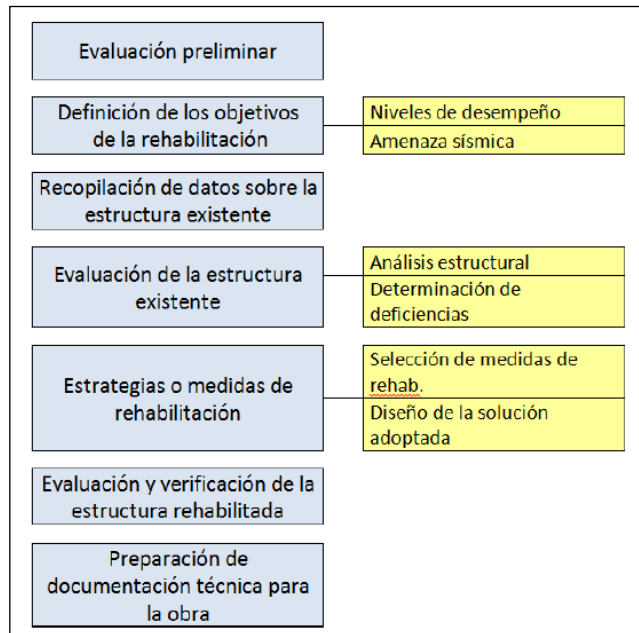 Evaluación preliminar
Definición de los objetivos
de la rehabilitación
Niveles de desempeño
Amenaza sísmica
Recopilación de datos sobre la
estructura existente
Evaluación de la estructura
existente
Análisis estructural
Determinación de
deficiencias
Estrategias o medidas de
rehabilitación
Selección de medidas de
rehab.
Diseño de la solución
adoptada
Evaluación y verificación de la
estructura rehabilitada
Preparación de
documentación técnica para
la obra